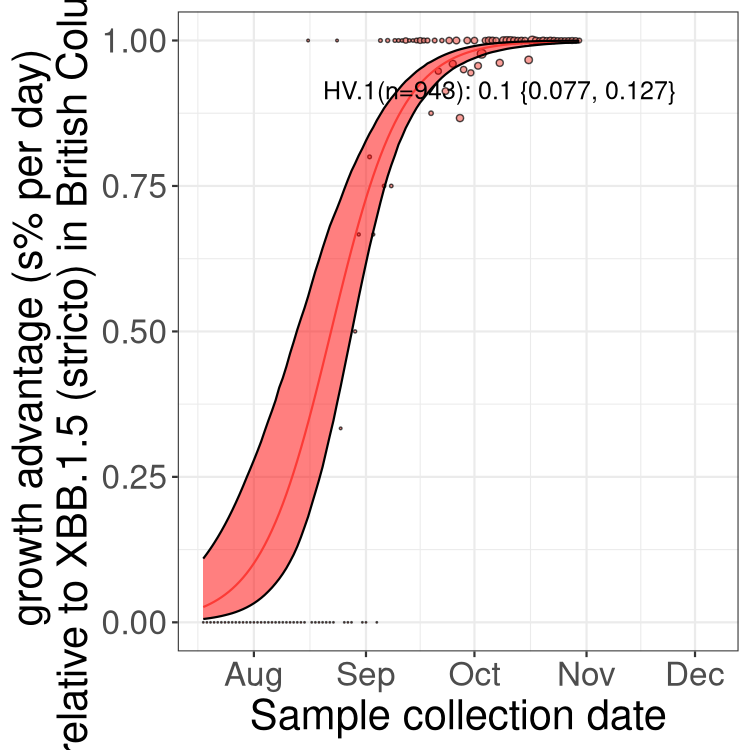 growth advantage (s% per day)
relative to XBB.1.5 (stricto) in British Colu
1.00
0.75
0.50
0.25
0.00
HV.1(n=943): 0.1 {0.077, 0.127}
Aug Sep Oct Nov Dec
Sample collection date